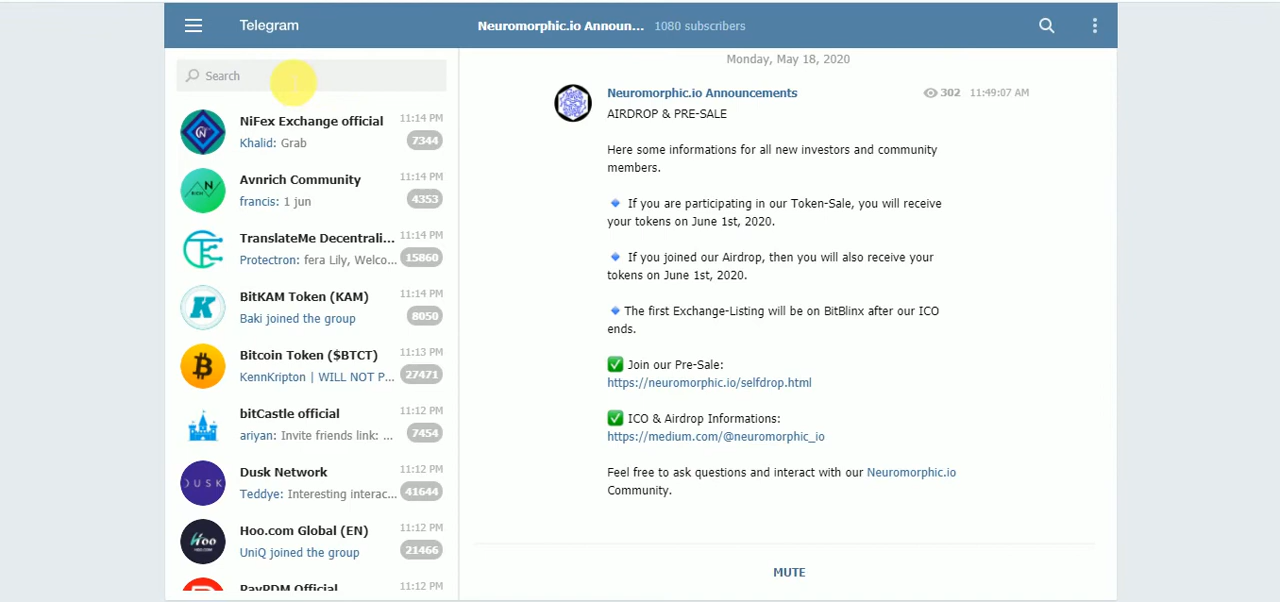 Telegram
Neuromorphic.io Announ... 1080 subscribers
Search
NiFex Exchange official 11:14 PM
Khalid: Grab 7344
Avnrich Community 11:14 PM
francis: 1 jun 4353
TranslateMe Decentrali... 11:14 PM
Protectron: fera Lily, Welco... 15860
BitKAM Token (KAM) 11:14 PM
Baki joined the group 8050
Bitcoin Token ($BTCT) 11:13 PM
KennKripton | WILL NOT P... 27471
bitCastle official 11:12 PM
ariyan: Invite friends link: ... 7454
DUSK
Dusk Network 11:12 PM
Teddye: Interesting interac... 41644
Hoo
HOO.COM
Hoo.com Global (EN) 11:12 PM
UniQ joined the group 21466
PayPDM Official 11:12 PM
Monday, May 18, 2020
Neuromorphic.io Announcements 302 11:49:07 AM
AIRDROP & PRE-SALE
Here some informations for all new investors and community
members.
🔹 If you are participating in our Token-Sale, you will receive
your tokens on June 1st, 2020.
🔹 If you joined our Airdrop, then you will also receive your
tokens on June 1st, 2020.
🔹The first Exchange-Listing will be on BitBlinx after our ICO
ends.
✅ Join our Pre-Sale:
https://neuromorphic.io/selfdrop.html
✅ ICO & Airdrop Informations:
https://medium.com/@neuromorphic_io
Feel free to ask questions and interact with our Neuromorphic.io
Community.
MUTE